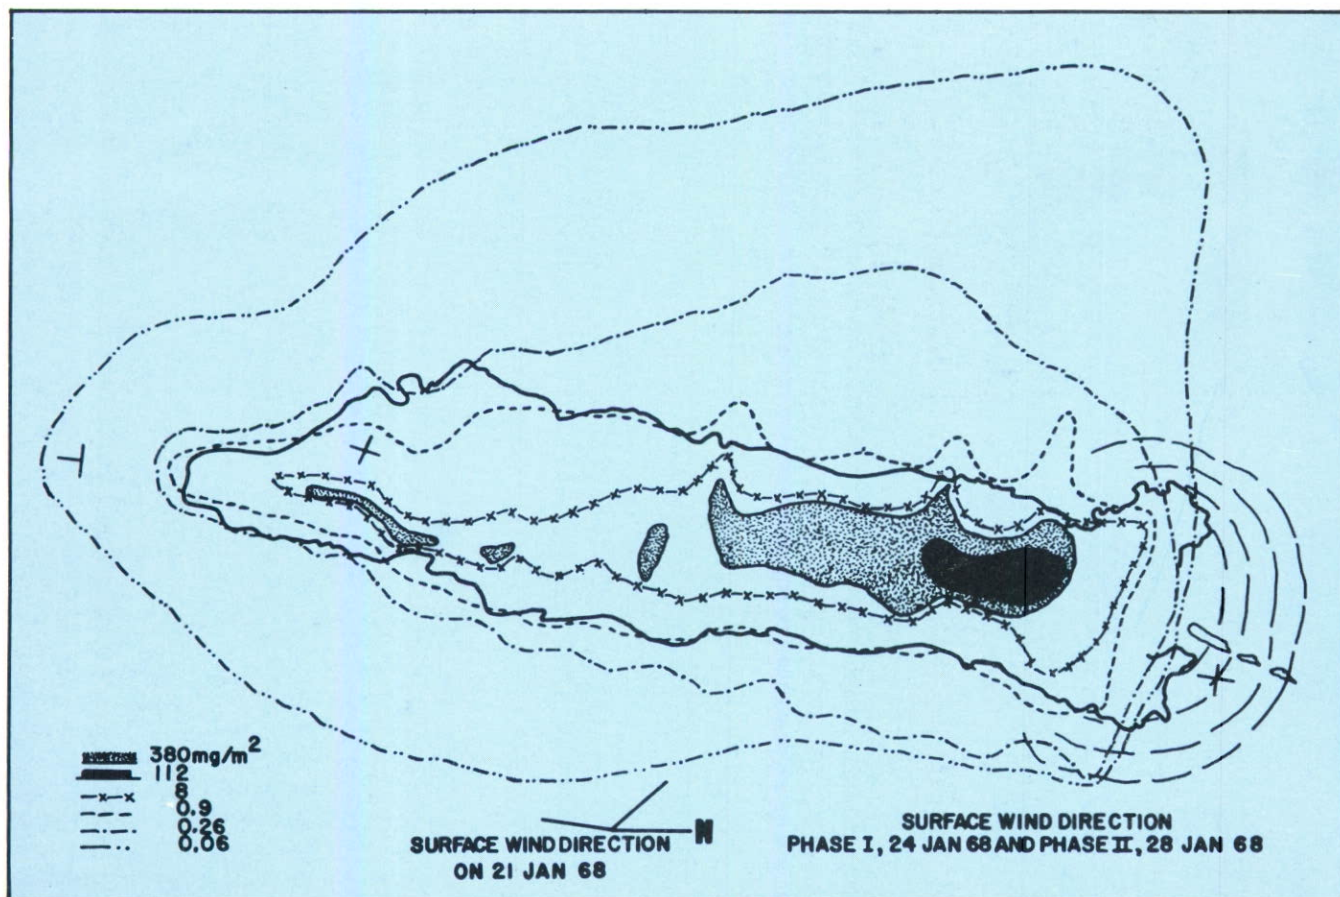 380mg/m²
112
8
0.9
0.26
0.06
N
SURFACE WIND DIRECTION
ON 21 JAN 68
SURFACE WIND DIRECTION
PHASE I, 24 JAN 68 AND PHASE II, 28 JAN 68